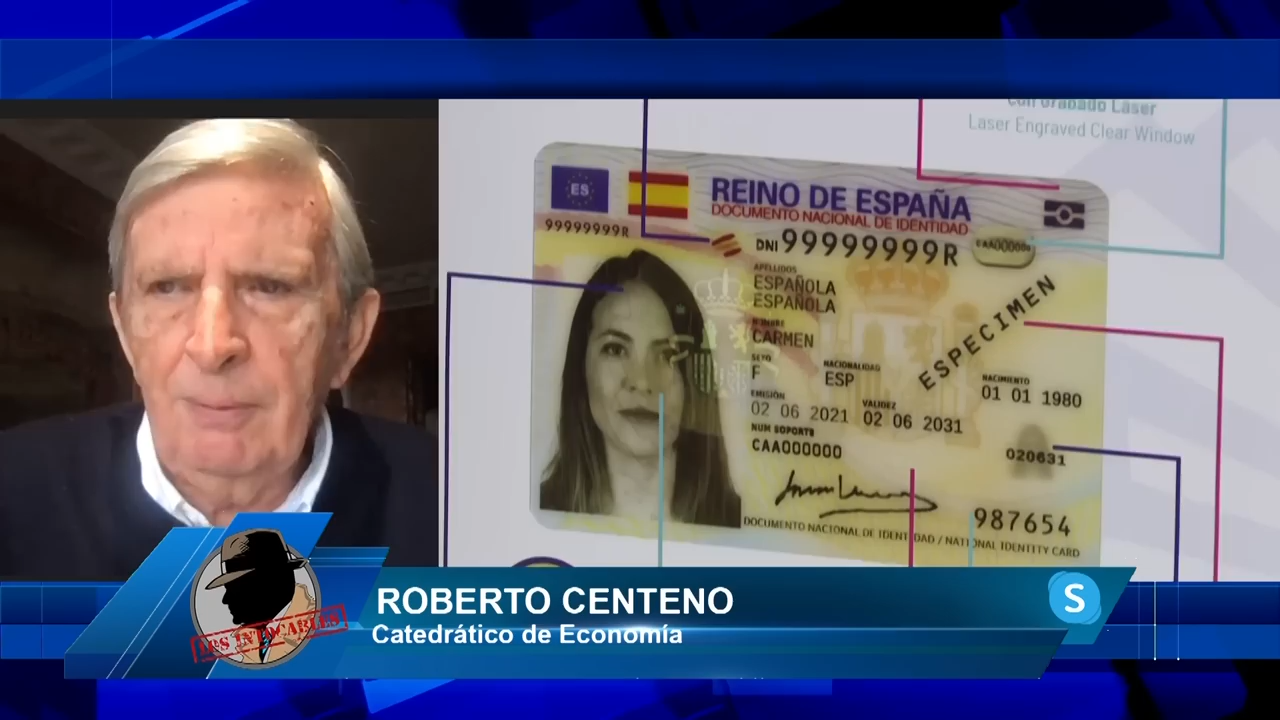 con Grabado Láser
Laser Engraved Clear Window
ES
REINO DE ESPAÑA
DOCUMENTO NACIONAL DE IDENTIDAD
99999999R
DNI 99999999R
CAA000000
APELLIDOS
ESPAÑOLA
ESPAÑOLA
NOMBRE
CARMEN
SEXO
F
NACIONALIDAD
ESP
NACIMIENTO
01 01 1980
EMISIÓN
02 06 2021
VALIDEZ
02 06 2031
NUM SOPORTE
CAA000000
ESPECIMEN
020631
987654
DOCUMENTO NACIONAL DE IDENTIDAD / NATIONAL IDENTITY CARD
LOS INTOCABLES
ROBERTO CENTENO
Catedrático de Economía
S